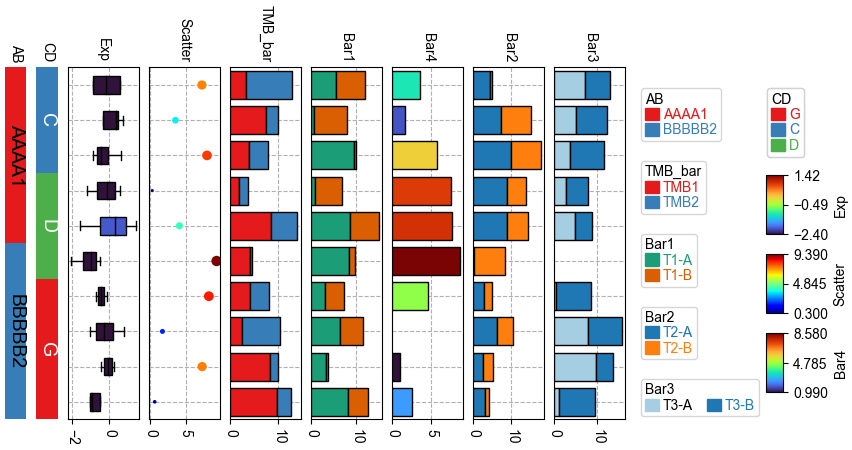 AB
CD
Exp
Scatter
TMB_bar
Bar1
Bar4
Bar2
Bar3
AAAA1
BBBBB2
C
D
G
−2 0
0 5
0 10
0 10
0 5
0 10
0 10
AB
AAAA1
BBBBB2
TMB_bar
TMB1
TMB2
Bar1
T1-A
T1-B
Bar2
T2-A
T2-B
Bar3
T3-A T3-B
CD
G
C
D
1.42
−0.49
−2.40
Exp
9.390
4.845
0.300
Scatter
8.580
4.785
0.990
Bar4